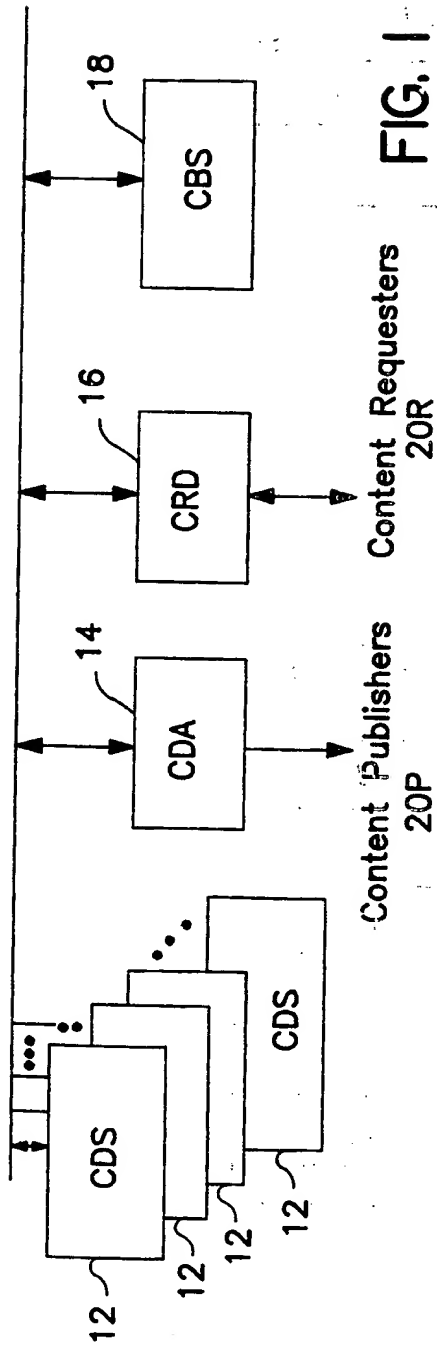 18
CBS
FIG. 1
16
CRD
Content Requesters
20R
14
CDA
Content Publishers
20P
CDS
CDS
12
12
12
12